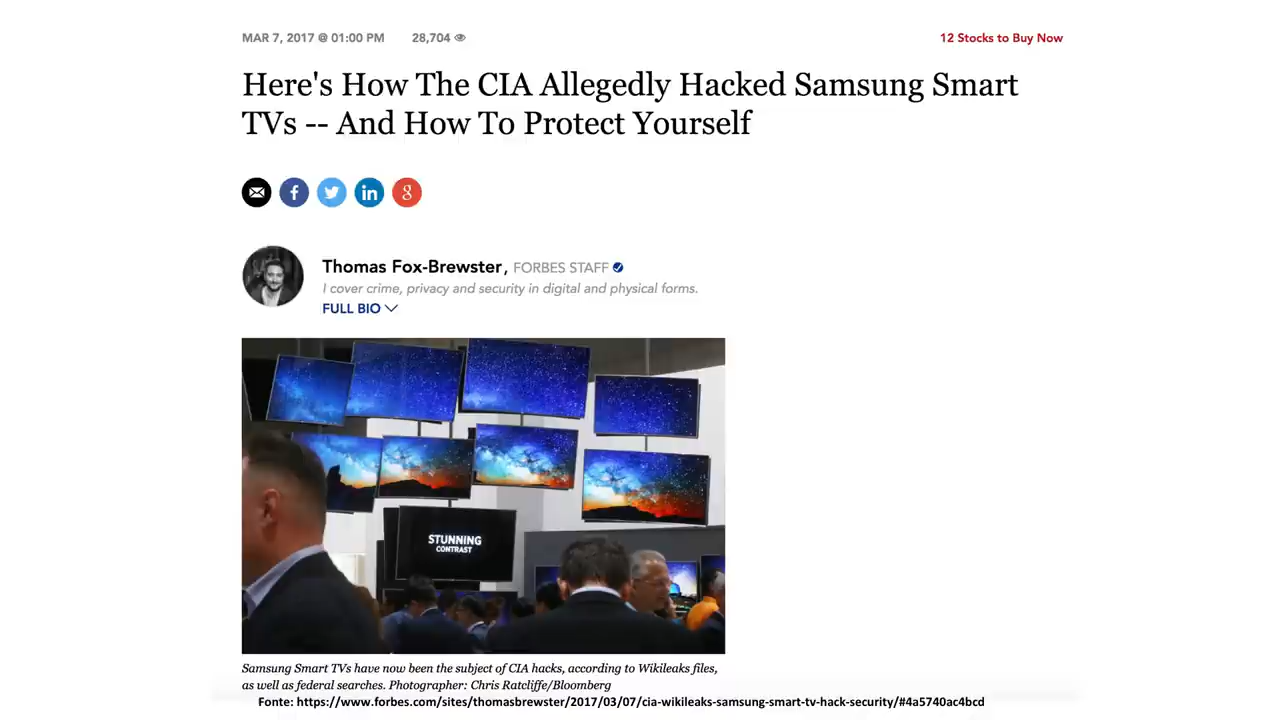 MAR 7, 2017 @ 01:00 PM 28,704 12 Stocks to Buy Now
Here's How The CIA Allegedly Hacked Samsung Smart
TVs -- And How To Protect Yourself
f in 8
Thomas Fox-Brewster, FORBES STAFF
I cover crime, privacy and security in digital and physical forms.
FULL BIO
STUNNING
CONTRAST
Samsung Smart TVs have now been the subject of CIA hacks, according to Wikileaks files,
as well as federal searches. Photographer: Chris Ratcliffe/Bloomberg
Fonte: https://www.forbes.com/sites/thomasbrewster/2017/03/07/cia-wikileaks-samsung-smart-tv-hack-security/#4a5740ac4bcd